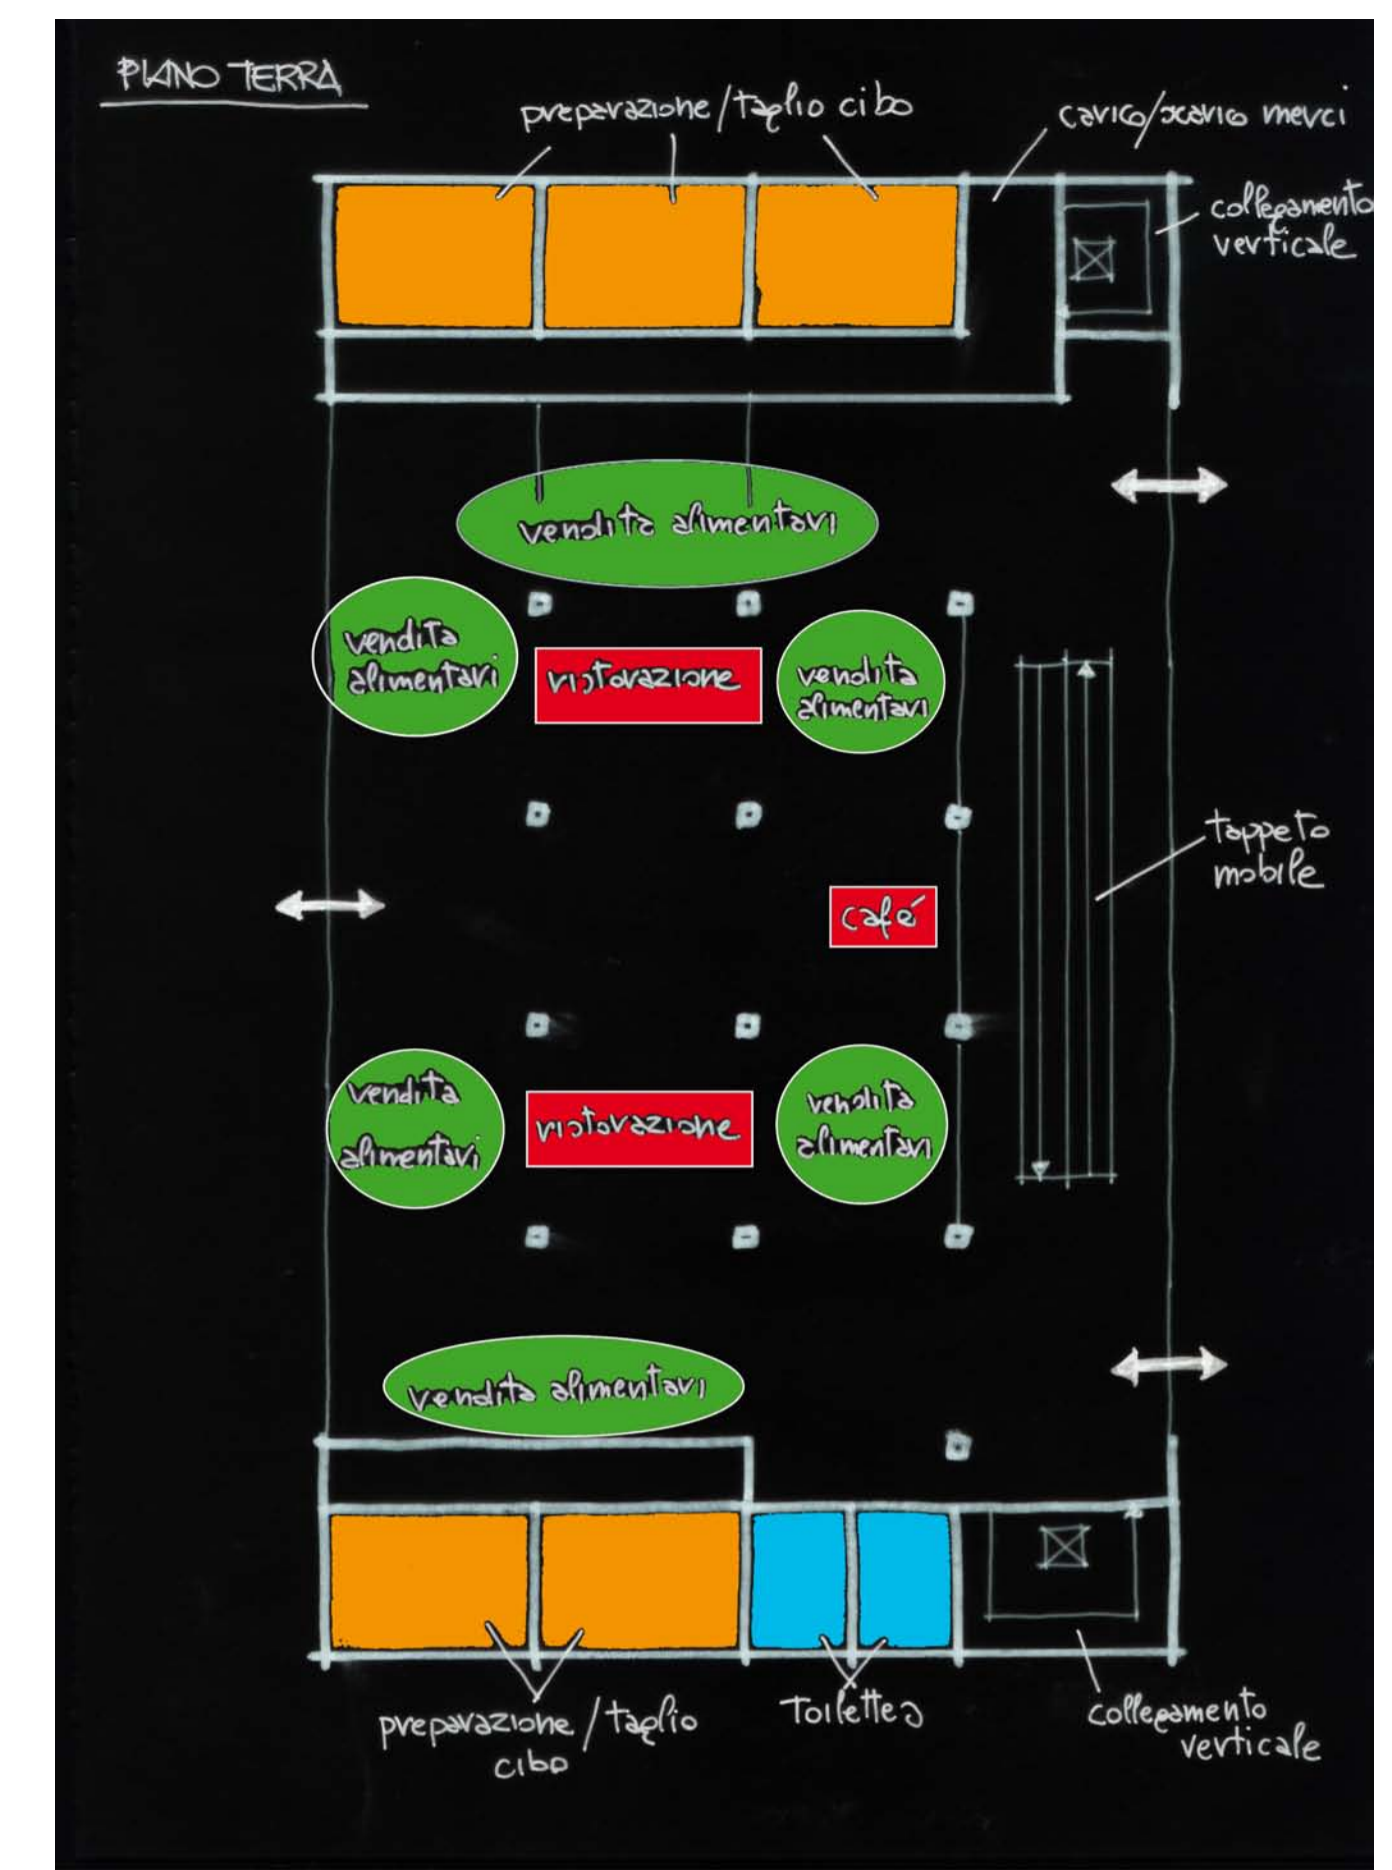 PIANO TERRA
preparazione/taglio cibo
carico/scarico merci
collegamento
verticale
vendita alimentari
vendita
alimentari
ristorazione
vendita
alimentari
tappeto
mobile
café
vendita
alimentari
ristorazione
vendita
alimentari
vendita alimentari
preparazione/taglio
cibo
Toilettes
collegamento
verticale